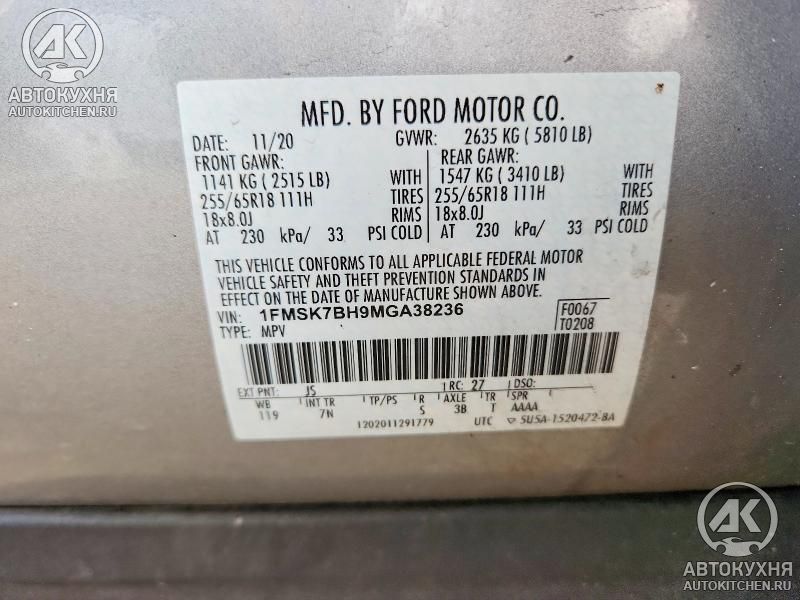 АК
АВТОКУХНЯ
AUTOKITCHEN.RU
MFD. BY FORD MOTOR CO.
DATE: 11/20 GVWR: 2635 KG ( 5810 LB)
FRONT GAWR: REAR GAWR:
1141 KG ( 2515 LB) WITH 1547 KG ( 3410 LB) WITH
255/65R18 111H TIRES 255/65R18 111H TIRES
18x8.0J RIMS 18x8.0J RIMS
AT 230 kPa/ 33 PSI COLD AT 230 kPa/ 33 PSI COLD
THIS VEHICLE CONFORMS TO ALL APPLICABLE FEDERAL MOTOR
VEHICLE SAFETY AND THEFT PREVENTION STANDARDS IN
EFFECT ON THE DATE OF MANUFACTURE SHOWN ABOVE.
VIN: 1FMSK7BH9MGA38236 F0067
TYPE: MPV T0208
EXT PNT: JS RC: 27 DSO:
WB INT TR TP/PS R AXLE TR SPR
119 7N S 3B T AAAA
1202011291779 UTC ▽ 5U5A-1520472-BA
АК
АВТОКУХНЯ
AUTOKITCHEN.RU